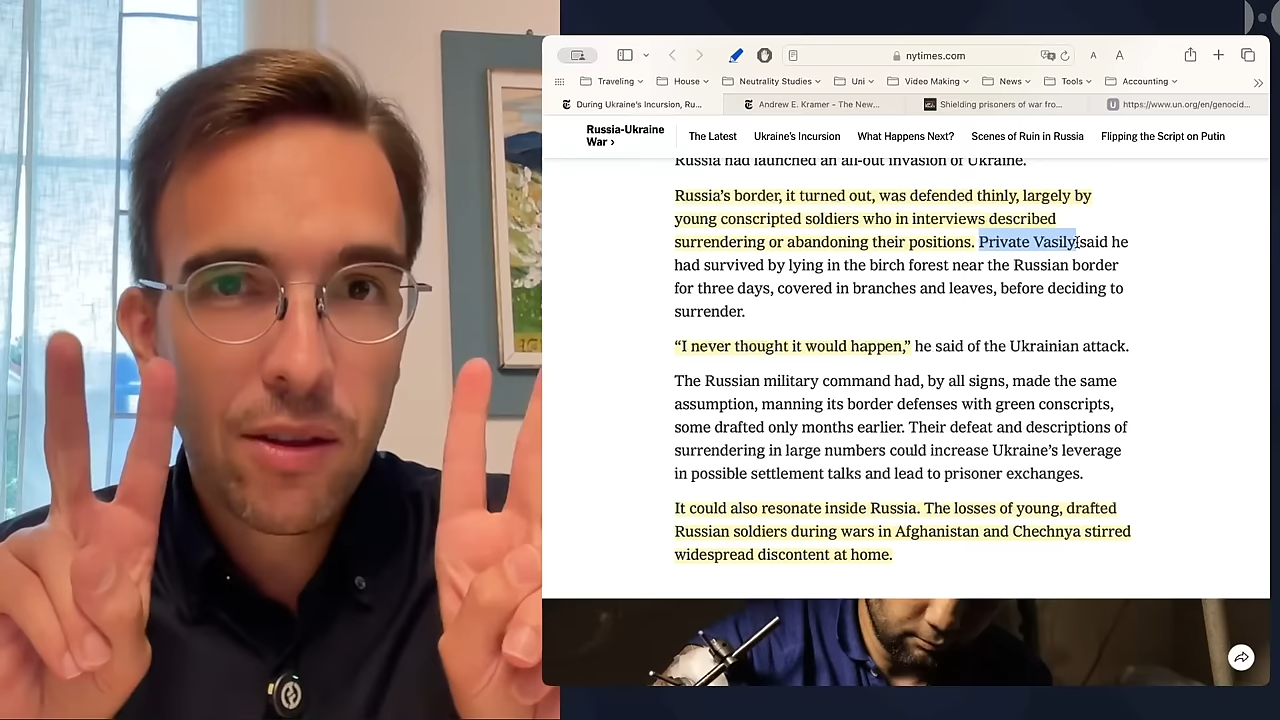 nytimes.com
A
A
Traveling
House
Neutrality Studies
Uni
Video Making
News
Tools
Accounting
During Ukraine's Incursion, Ru...
Andrew E. Kramer - The New...
Shielding prisoners of war fro...
U
https://www.un.org/en/genocid...
Russia-Ukraine
War ›
The Latest
Ukraine's Incursion
What Happens Next?
Scenes of Ruin in Russia
Flipping the Script on Putin
Russia had launched an all-out invasion of Ukraine.
Russia's border, it turned out, was defended thinly, largely by
young conscripted soldiers who in interviews described
surrendering or abandoning their positions. Private Vasily said he
had survived by lying in the birch forest near the Russian border
for three days, covered in branches and leaves, before deciding to
surrender.
“I never thought it would happen,” he said of the Ukrainian attack.
The Russian military command had, by all signs, made the same
assumption, manning its border defenses with green conscripts,
some drafted only months earlier. Their defeat and descriptions of
surrendering in large numbers could increase Ukraine's leverage
in possible settlement talks and lead to prisoner exchanges.
It could also resonate inside Russia. The losses of young, drafted
Russian soldiers during wars in Afghanistan and Chechnya stirred
widespread discontent at home.